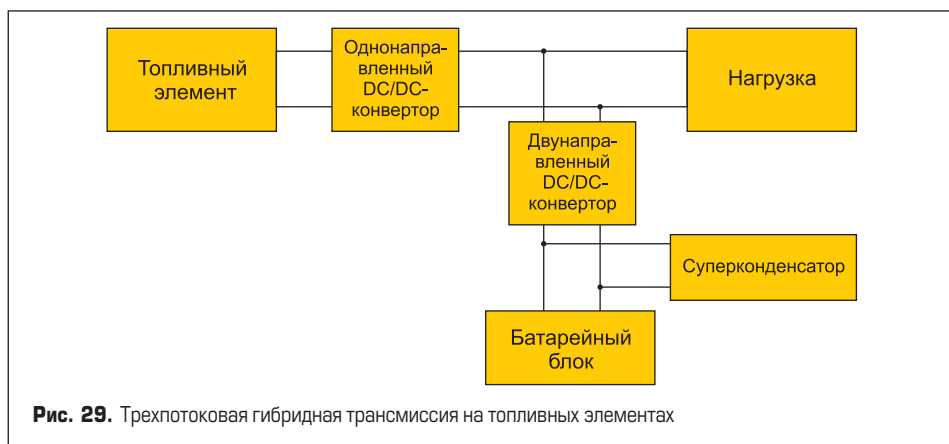 Топливный
элемент
Однонапра-
вленный
DC/DC-
конвертор
Нагрузка
Двунапра-
вленный
DC/DC-
конвертор
Суперконденсатор
Батарейный
блок
Рис. 29. Трехпотоковая гибридная трансмиссия на топливных элементах